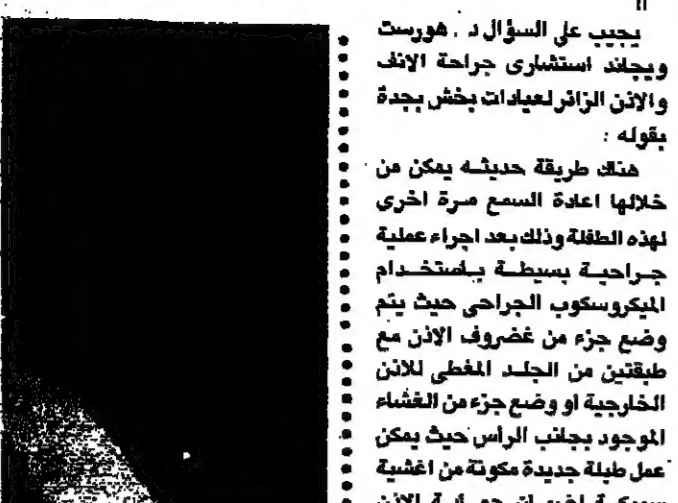 يجيب على السؤال د . هورست
ويجاند استشارى جراحة الانف
والاذن الزائر لعيادات بخش بجدة
بقوله :
هناك طريقة حديثه يمكن من
خلالها اعادة السمع مرة اخرى
لهذه الطفلة وذلك بعد اجراء عملية
جراحية بسيطة باستخدام
الميكروسكوب الجراحى حيث يتم
وضع جزء من غضروف الاذن مع
طبقتين من الجلد المغطى للاذن
الخارجية او وضع جزء من الغشاء
الموجود بجانب الرأس حيث يمكن
عمل طبلة جديدة مكونة من اغشية
الاذن